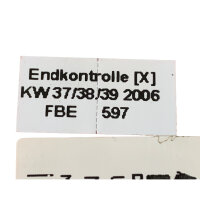 Endkontrolle [X]
KW 37/38/39 2006
FBE 597